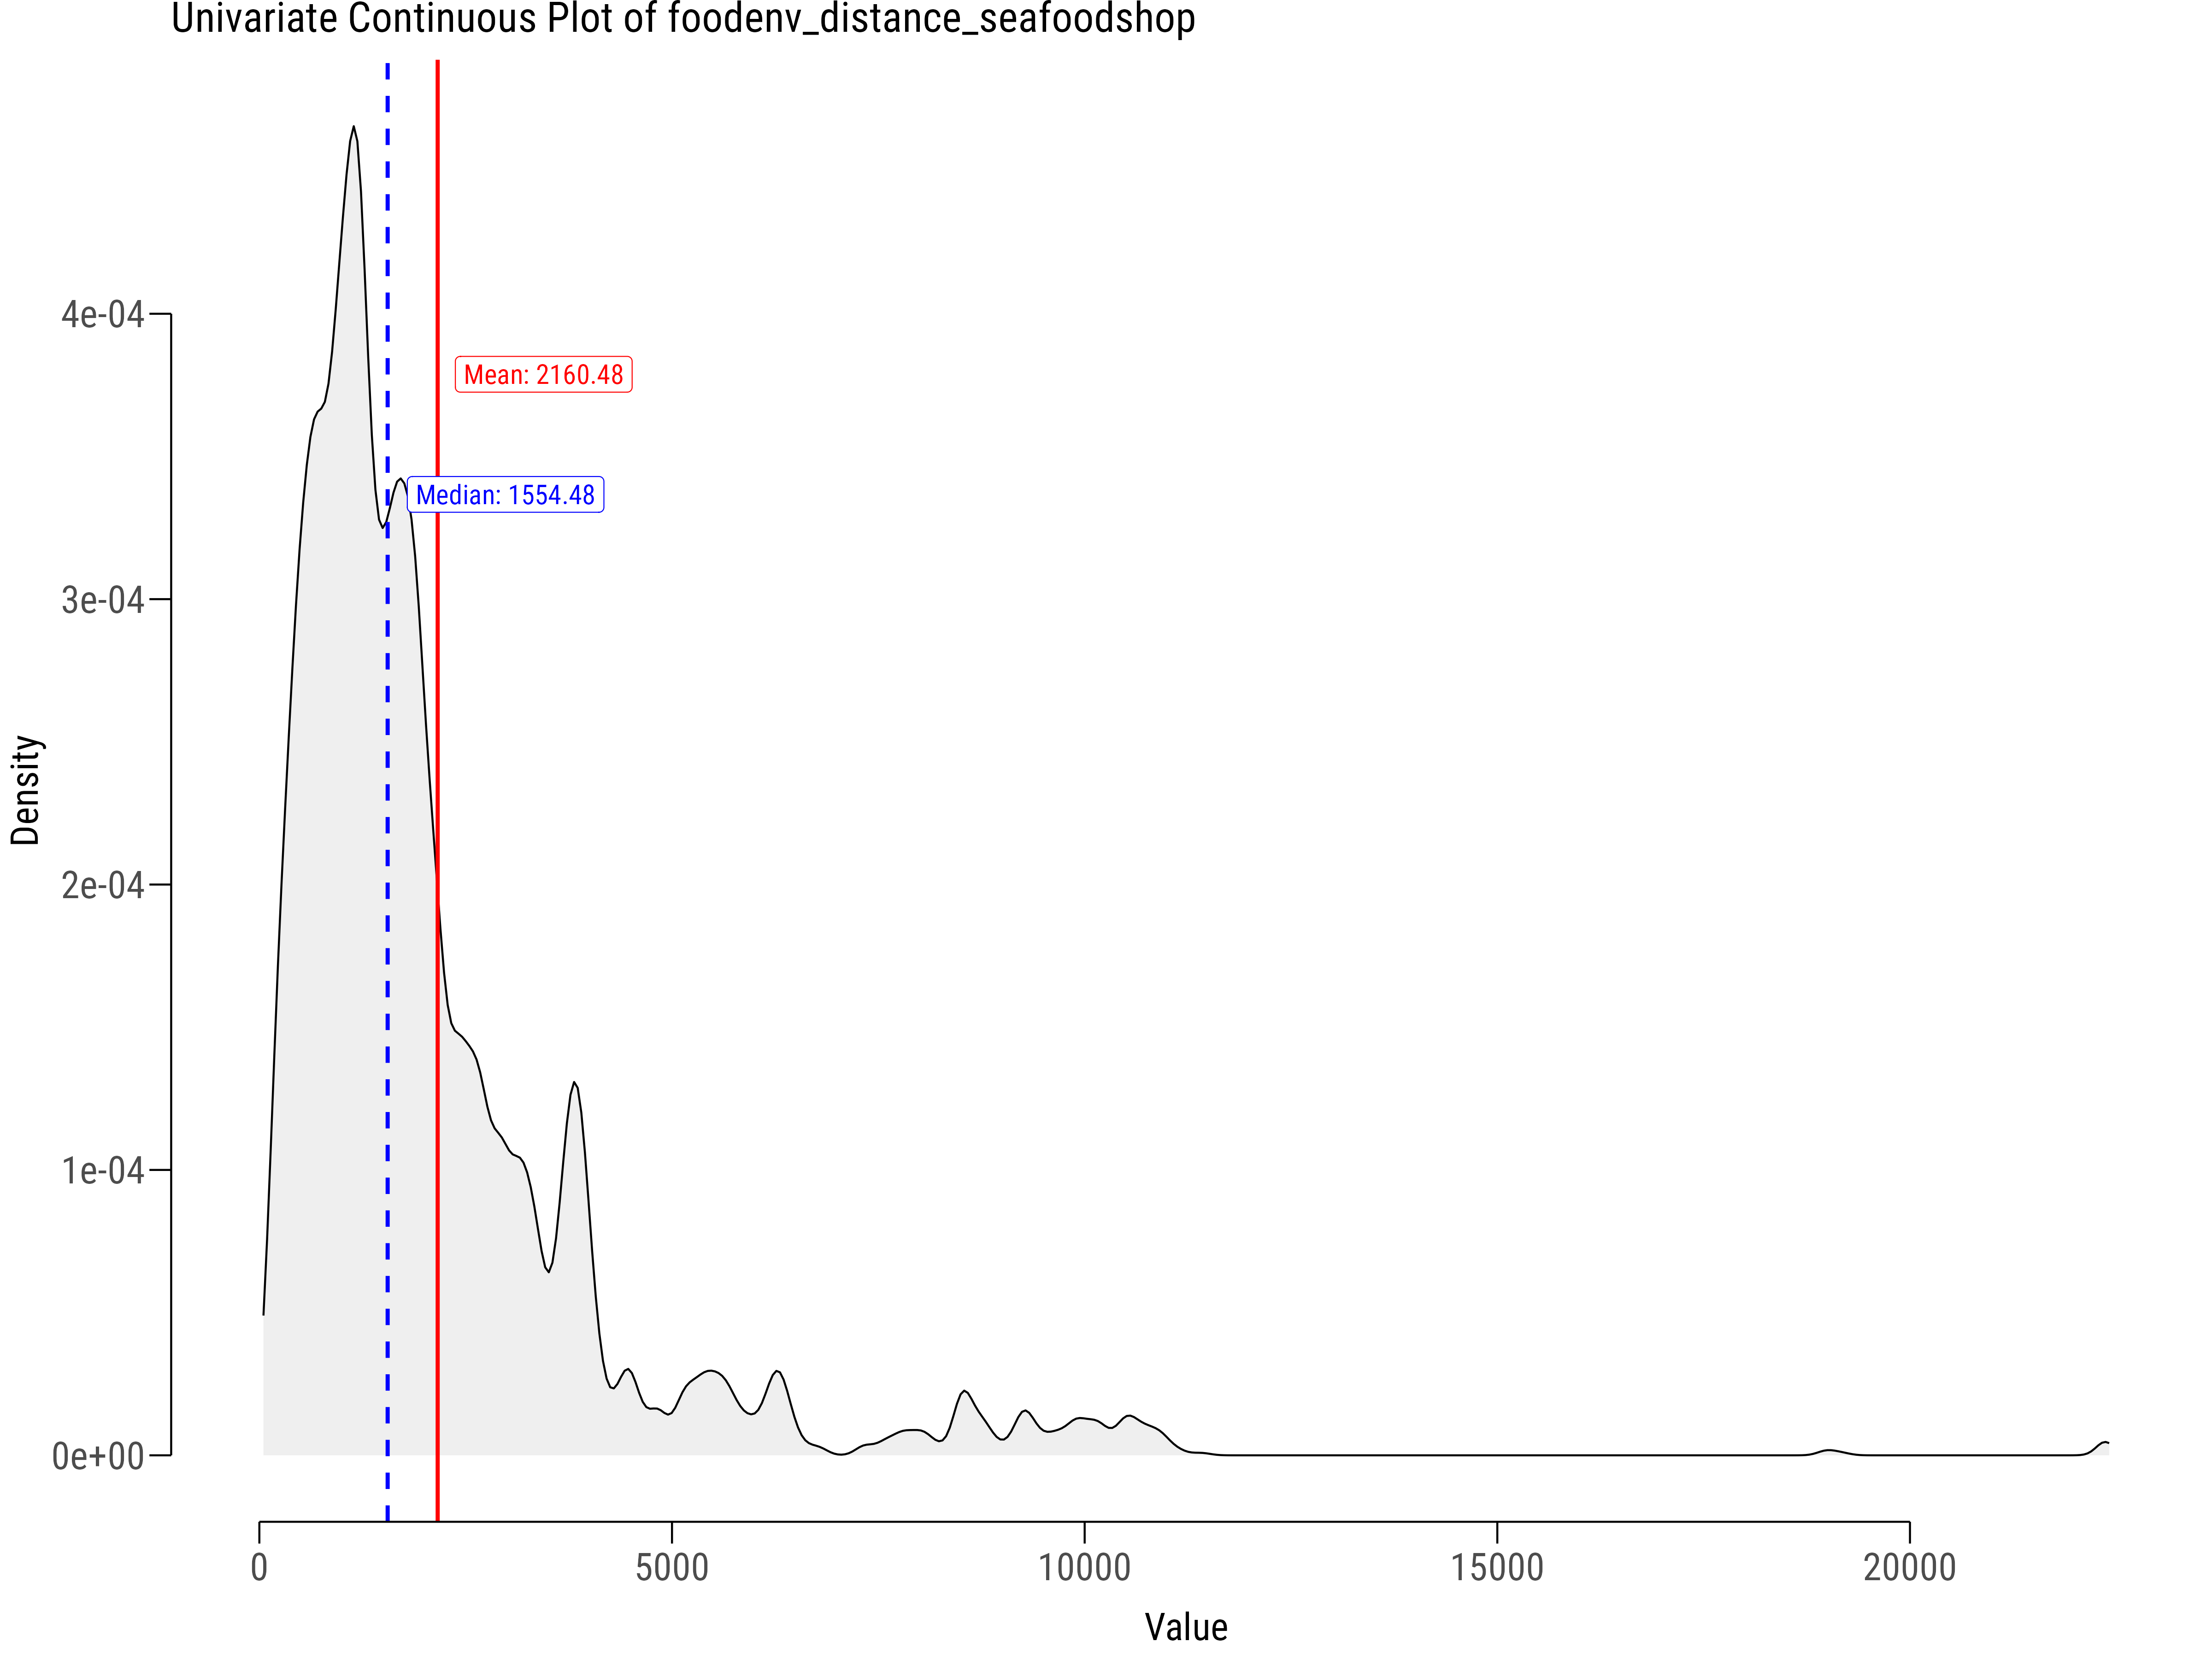 Univariate Continuous Plot of foodenv_distance_seafoodshop
4e-04
Mean: 2160.48
Median: 1554.48
3e-04
Density
2e-04
1e-04
0e+00
0
5000
10000
15000
20000
Value